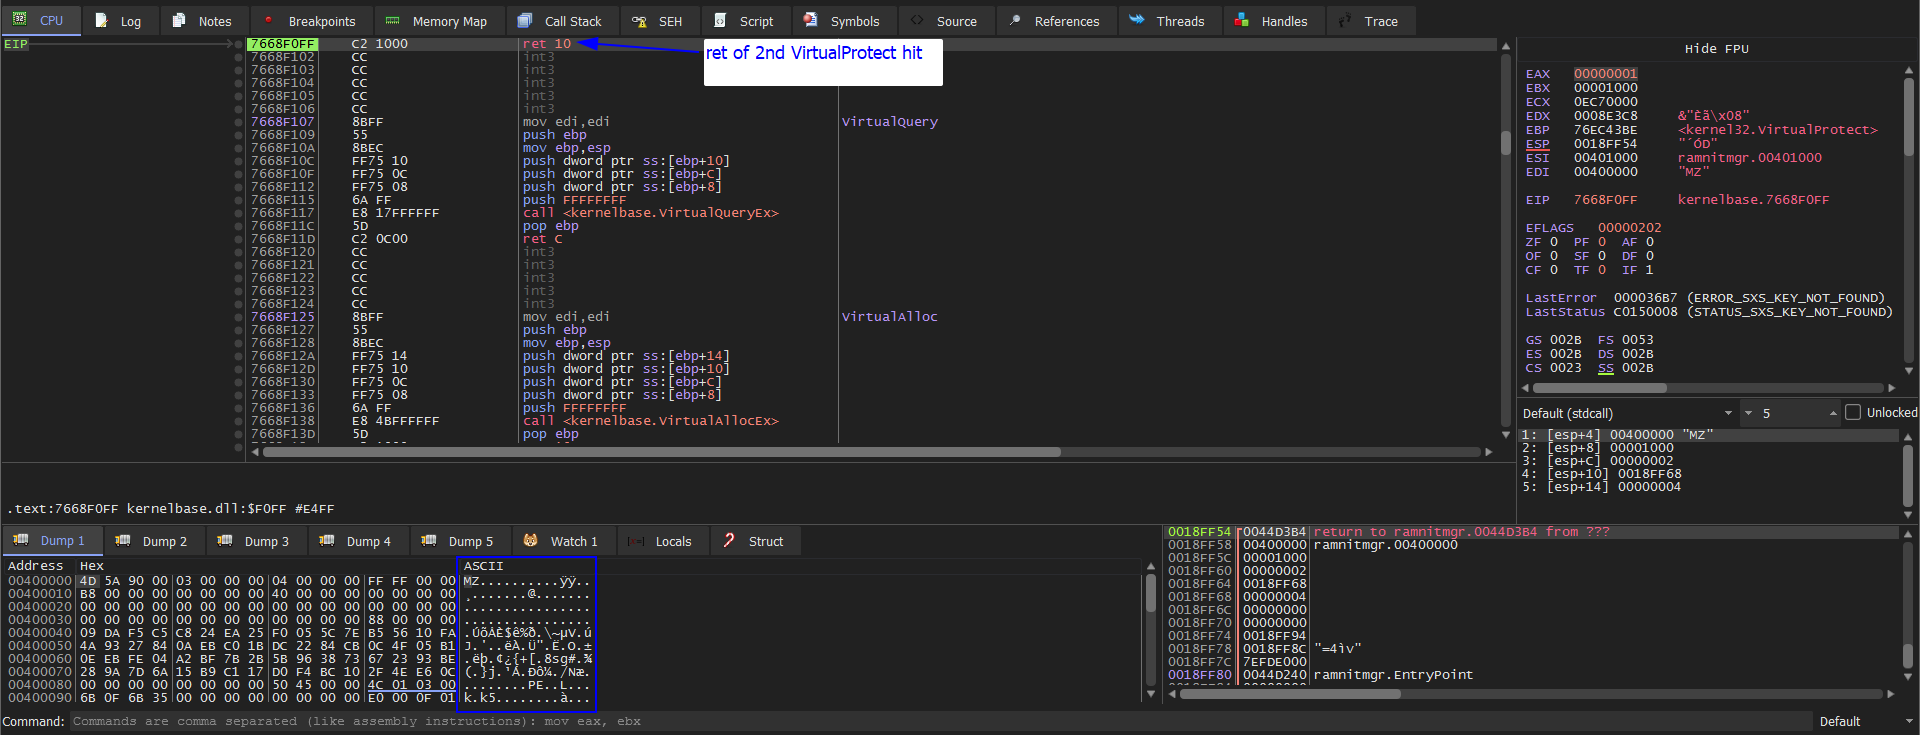 CPU Log Notes Breakpoints Memory Map Call Stack SEH Script Symbols Source References Threads Handles Trace
EIP
7668F0FF C2 1000 ret 10
ret of 2nd VirtualProtect hit
7668F102 CC int3
7668F103 CC int3
7668F104 CC int3
7668F105 CC int3
7668F106 CC int3
7668F107 8BFF mov edi,edi VirtualQuery
7668F109 55 push ebp
7668F10A 8BEC mov ebp,esp
7668F10C FF75 10 push dword ptr ss:[ebp+10]
7668F10F FF75 0C push dword ptr ss:[ebp+C]
7668F112 FF75 08 push dword ptr ss:[ebp+8]
7668F115 6A FF push FFFFFFFF
7668F117 E8 17FFFFFF call <kernelbase.VirtualQueryEx>
7668F11C 5D pop ebp
7668F11D C2 0C00 ret C
7668F120 CC int3
7668F121 CC int3
7668F122 CC int3
7668F123 CC int3
7668F124 CC int3
7668F125 8BFF mov edi,edi VirtualAlloc
7668F127 55 push ebp
7668F128 8BEC mov ebp,esp
7668F12A FF75 14 push dword ptr ss:[ebp+14]
7668F12D FF75 10 push dword ptr ss:[ebp+10]
7668F130 FF75 0C push dword ptr ss:[ebp+C]
7668F133 FF75 08 push dword ptr ss:[ebp+8]
7668F136 6A FF push FFFFFFFF
7668F138 E8 4BFFFFFF call <kernelbase.VirtualAllocEx>
7668F13D 5D pop ebp
Hide FPU
EAX 00000001
EBX 00001000
ECX 0EC70000
EDX 0008E3C8 &"Èã\x08"
EBP 76EC43BE <kernel32.VirtualProtect>
ESP 0018FF54 "´ÓD"
ESI 00401000 ramnitmgr.00401000
EDI 00400000 "MZ"
EIP 7668F0FF kernelbase.7668F0FF
EFLAGS 00000202
ZF 0 PF 0 AF 0
OF 0 SF 0 DF 0
CF 0 TF 0 IF 1
LastError 000036B7 (ERROR_SXS_KEY_NOT_FOUND)
LastStatus C0150008 (STATUS_SXS_KEY_NOT_FOUND)
GS 002B FS 0053
ES 002B DS 002B
CS 0023 SS 002B
Default (stdcall) 5 Unlocked
1: [esp+4] 00400000 "MZ"
2: [esp+8] 00001000
3: [esp+C] 00000002
4: [esp+10] 0018FF68
5: [esp+14] 00000004
.text:7668F0FF kernelbase.dll:$F0FF #E4FF
Dump 1 Dump 2 Dump 3 Dump 4 Dump 5 Watch 1 Locals Struct
Address Hex ASCII
00400000 4D 5A 90 00 03 00 00 00 04 00 00 00 FF FF 00 00 MZ..........ÿÿ..
00400010 B8 00 00 00 00 00 00 00 40 00 00 00 00 00 00 00 ¸.......@.......
00400020 00 00 00 00 00 00 00 00 00 00 00 00 00 00 00 00 ................
00400030 00 00 00 00 00 00 00 00 00 00 00 00 88 00 00 00 ................
00400040 09 DA F5 C5 C8 24 EA 25 F0 05 5C 7E B5 56 10 FA .ÚõÅÈ$ê%ð.\~µV.ú
00400050 4A 93 27 84 0A EB C0 1B DC 22 84 CB 0C 4F 05 B1 J.'..ëÀ.Ü".Ë.O.±
00400060 0E EB FE 04 A2 BF 7B 2B 5B 96 38 73 67 23 93 BE .ëþ.¢¿{+[.8sg#.¾
00400070 28 9A 7D 6A 15 B9 C1 17 D0 F4 BC 10 2F 4E E6 0C (.}j.¹Á.Ðô¼./Næ.
00400080 00 00 00 00 00 00 00 00 50 45 00 00 4C 01 03 00 ........PE..L...
00400090 6B 0F 6B 35 00 00 00 00 00 00 00 00 E0 00 0F 01 k.k5........à...
0018FF54 0044D3B4 return to ramnitmgr.0044D3B4 from ???
0018FF58 00400000 ramnitmgr.00400000
0018FF5C 00001000
0018FF60 00000002
0018FF64 0018FF68
0018FF68 00000004
0018FF6C 00000000
0018FF70 00000000
0018FF74 0018FF94
0018FF78 0018FF8C "=4ìv"
0018FF7C 7EFDE000
0018FF80 0044D240 ramnitmgr.EntryPoint
Command: Commands are comma separated (like assembly instructions): mov eax, ebx Default